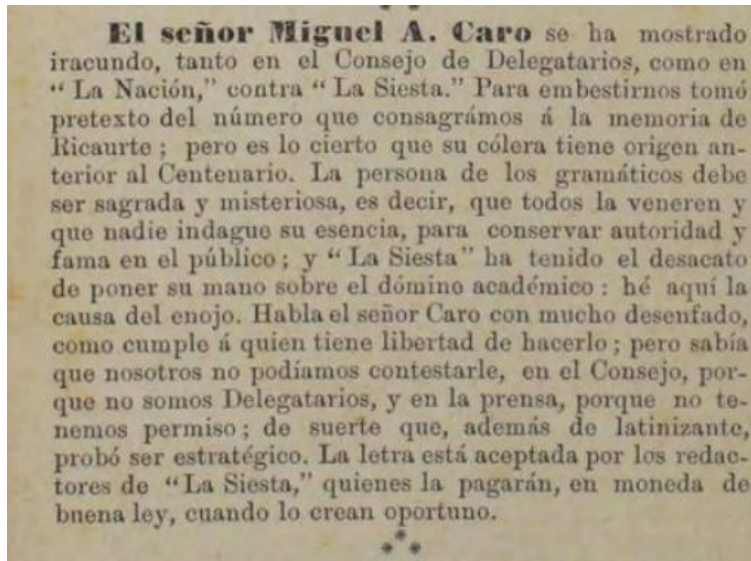 El señor Miguel A. Caro se ha mostrado
iracundo, tanto en el Consejo de Delegatarios, como en
“ La Nación,” contra “ La Siesta.” Para embestirnos tomó
pretexto del número que consagrámos á la memoria de
Ricaurte ; pero es lo cierto que su cólera tiene origen an-
terior al Centenario. La persona de los gramáticos debe
ser sagrada y misteriosa, es decir, que todos la veneren y
que nadie indague su esencia, para conservar autoridad y
fama en el público ; y “ La Siesta” ha tenido el desacato
de poner su mano sobre el dómino académico : hé aquí la
causa del enojo. Habla el señor Caro con mucho desenfado,
como cumple á quien tiene libertad de hacerlo ; pero sabía
que nosotros no podíamos contestarle, en el Consejo, por-
que no somos Delegatarios, y en la prensa, porque no te-
nemos permiso ; de suerte que, además de latinizante,
probó ser estratégico. La letra está aceptada por los redac-
tores de “La Siesta,” quienes la pagarán, en moneda de
buena ley, cuando lo crean oportuno.